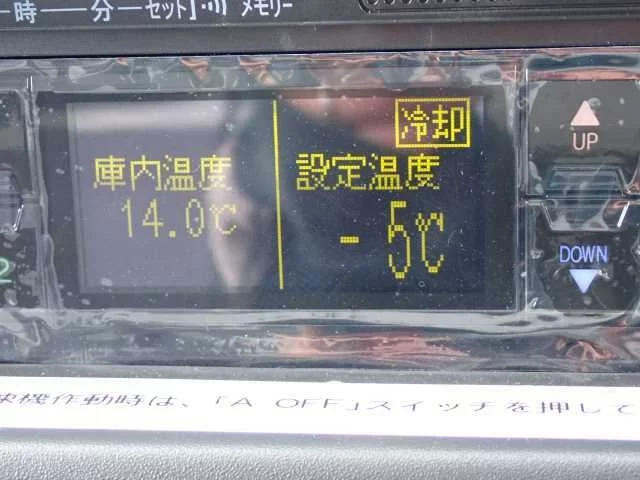 時 分 セット メモリー
冷却
庫内温度 設定温度
14.0℃ -5℃
UP
DOWN
2
機作動時は、「A OFF」スイッチを押して